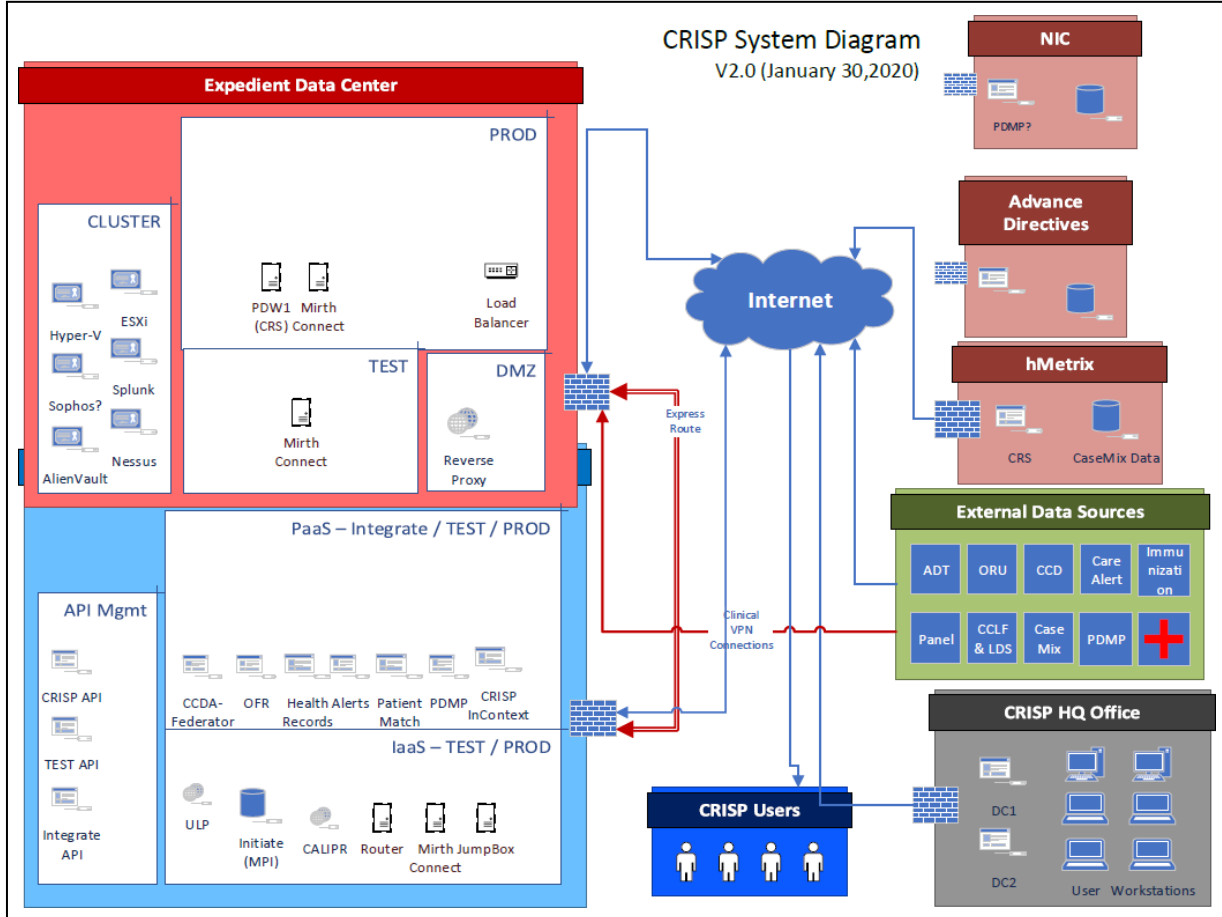 CRISP System Diagram
V2.0 (January 30,2020)
Expedient Data Center
PROD
PDW1
(CRS)
Mirth
Connect
Load
Balancer
CLUSTER
Hyper-V
ESXi
Sophos?
Splunk
AlienVault
Nessus
TEST
Mirth
Connect
DMZ
Reverse
Proxy
PaaS – Integrate / TEST / PROD
CCDA-
Federator
OFR
Health
Records
Alerts
Patient
Match
PDMP
CRISP
InContext
API Mgmt
CRISP API
TEST API
Integrate
API
IaaS – TEST / PROD
ULP
Initiate
(MPI)
CALIPR
Router
Mirth
Connect
JumpBox
Internet
Express
Route
Clinical
VPN
Connections
CRISP Users
NIC
PDMP?
Advance
Directives
hMetrix
CRS
CaseMix Data
External Data Sources
ADT
ORU
CCD
Care
Alert
Immu
nizati
on
Panel
CCLF
& LDS
Case
Mix
PDMP
CRISP HQ Office
DC1
DC2
User Workstations